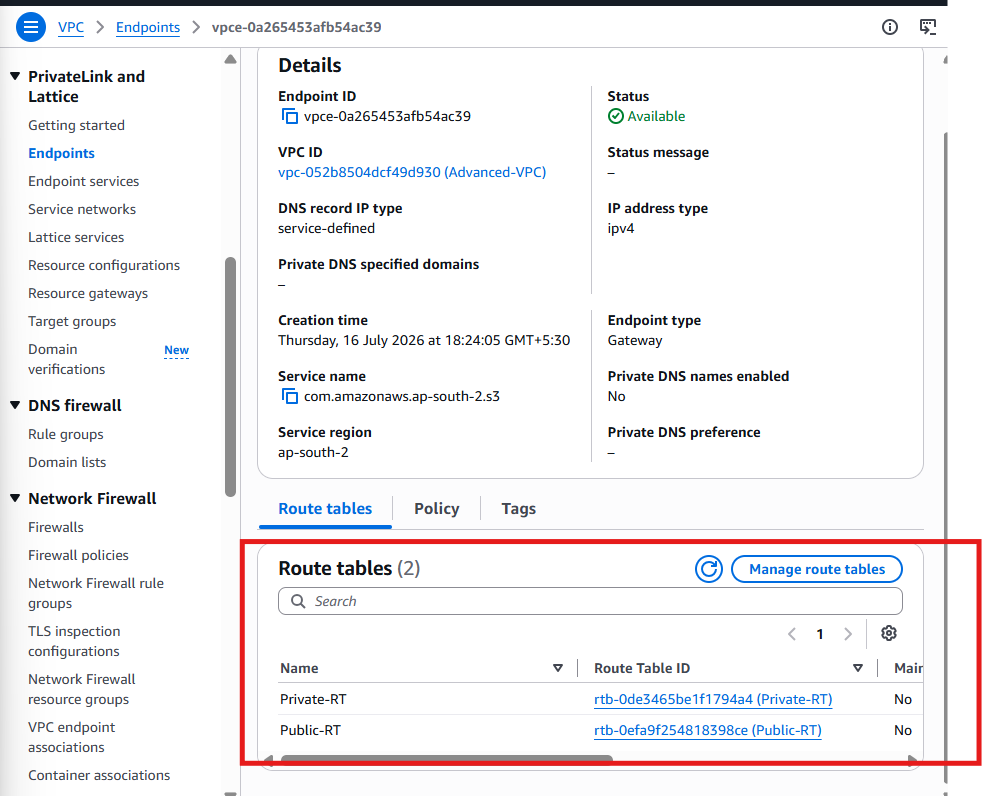 VPC > Endpoints > vpce-0a265453afb54ac39
PrivateLink and
Lattice
Getting started
Endpoints
Endpoint services
Service networks
Lattice services
Resource configurations
Resource gateways
Target groups
Domain
verifications
New
DNS firewall
Rule groups
Domain lists
Network Firewall
Firewalls
Firewall policies
Network Firewall rule
groups
TLS inspection
configurations
Network Firewall
resource groups
VPC endpoint
associations
Container associations
Details
Endpoint ID
vpce-0a265453afb54ac39
Status
Available
VPC ID
vpc-052b8504dcf49d930 (Advanced-VPC)
Status message
–
DNS record IP type
service-defined
IP address type
ipv4
Private DNS specified domains
–
Creation time
Thursday, 16 July 2026 at 18:24:05 GMT+5:30
Endpoint type
Gateway
Service name
com.amazonaws.ap-south-2.s3
Private DNS names enabled
No
Service region
ap-south-2
Private DNS preference
–
Route tables
Policy
Tags
Route tables (2)
Manage route tables
Search
1
Name Route Table ID Main
Private-RT rtb-0de3465be1f1794a4 (Private-RT) No
Public-RT rtb-0efa9f254818398ce (Public-RT) No